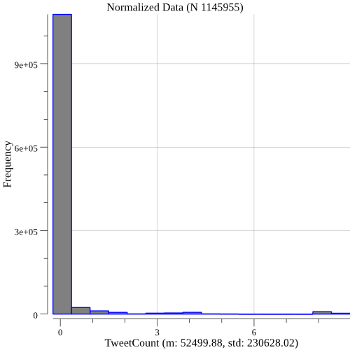 Normalized Data (N 1145955)
9e+05
6e+05
3e+05
0
Frequency
0 3 6
TweetCount (m: 52499.88, std: 230628.02)